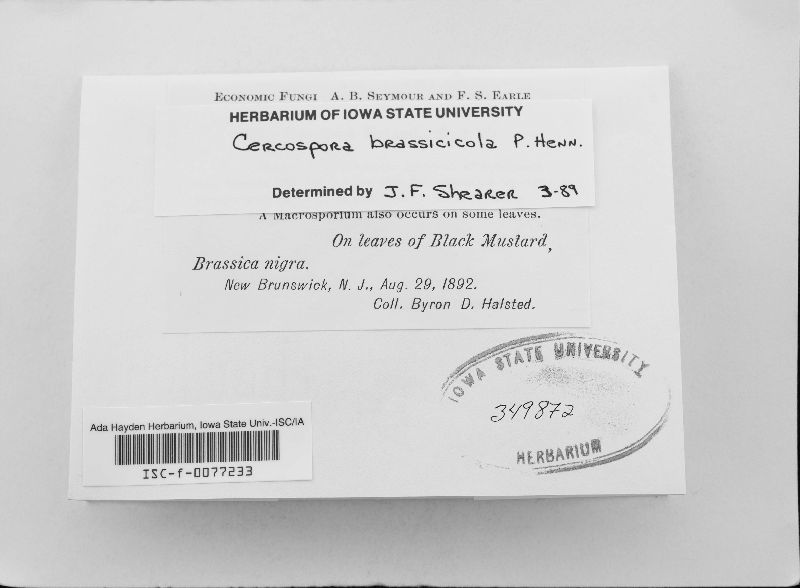 ECONOMIC FUNGI A. B. SEYMOUR AND F. S. EARLE
HERBARIUM OF IOWA STATE UNIVERSITY
Cercospora brassicicola P. Henn.
Determined by J. F. Shearer 3-89
A Macrosporium also occurs on some leaves.
On leaves of Black Mustard,
Brassica nigra.
New Brunswick, N. J., Aug. 29, 1892.
Coll. Byron D. Halsted.
IOWA STATE UNIVERSITY
349872
HERBARIUM
Ada Hayden Herbarium, Iowa State Univ.-ISC/IA
ISC-f-0077233